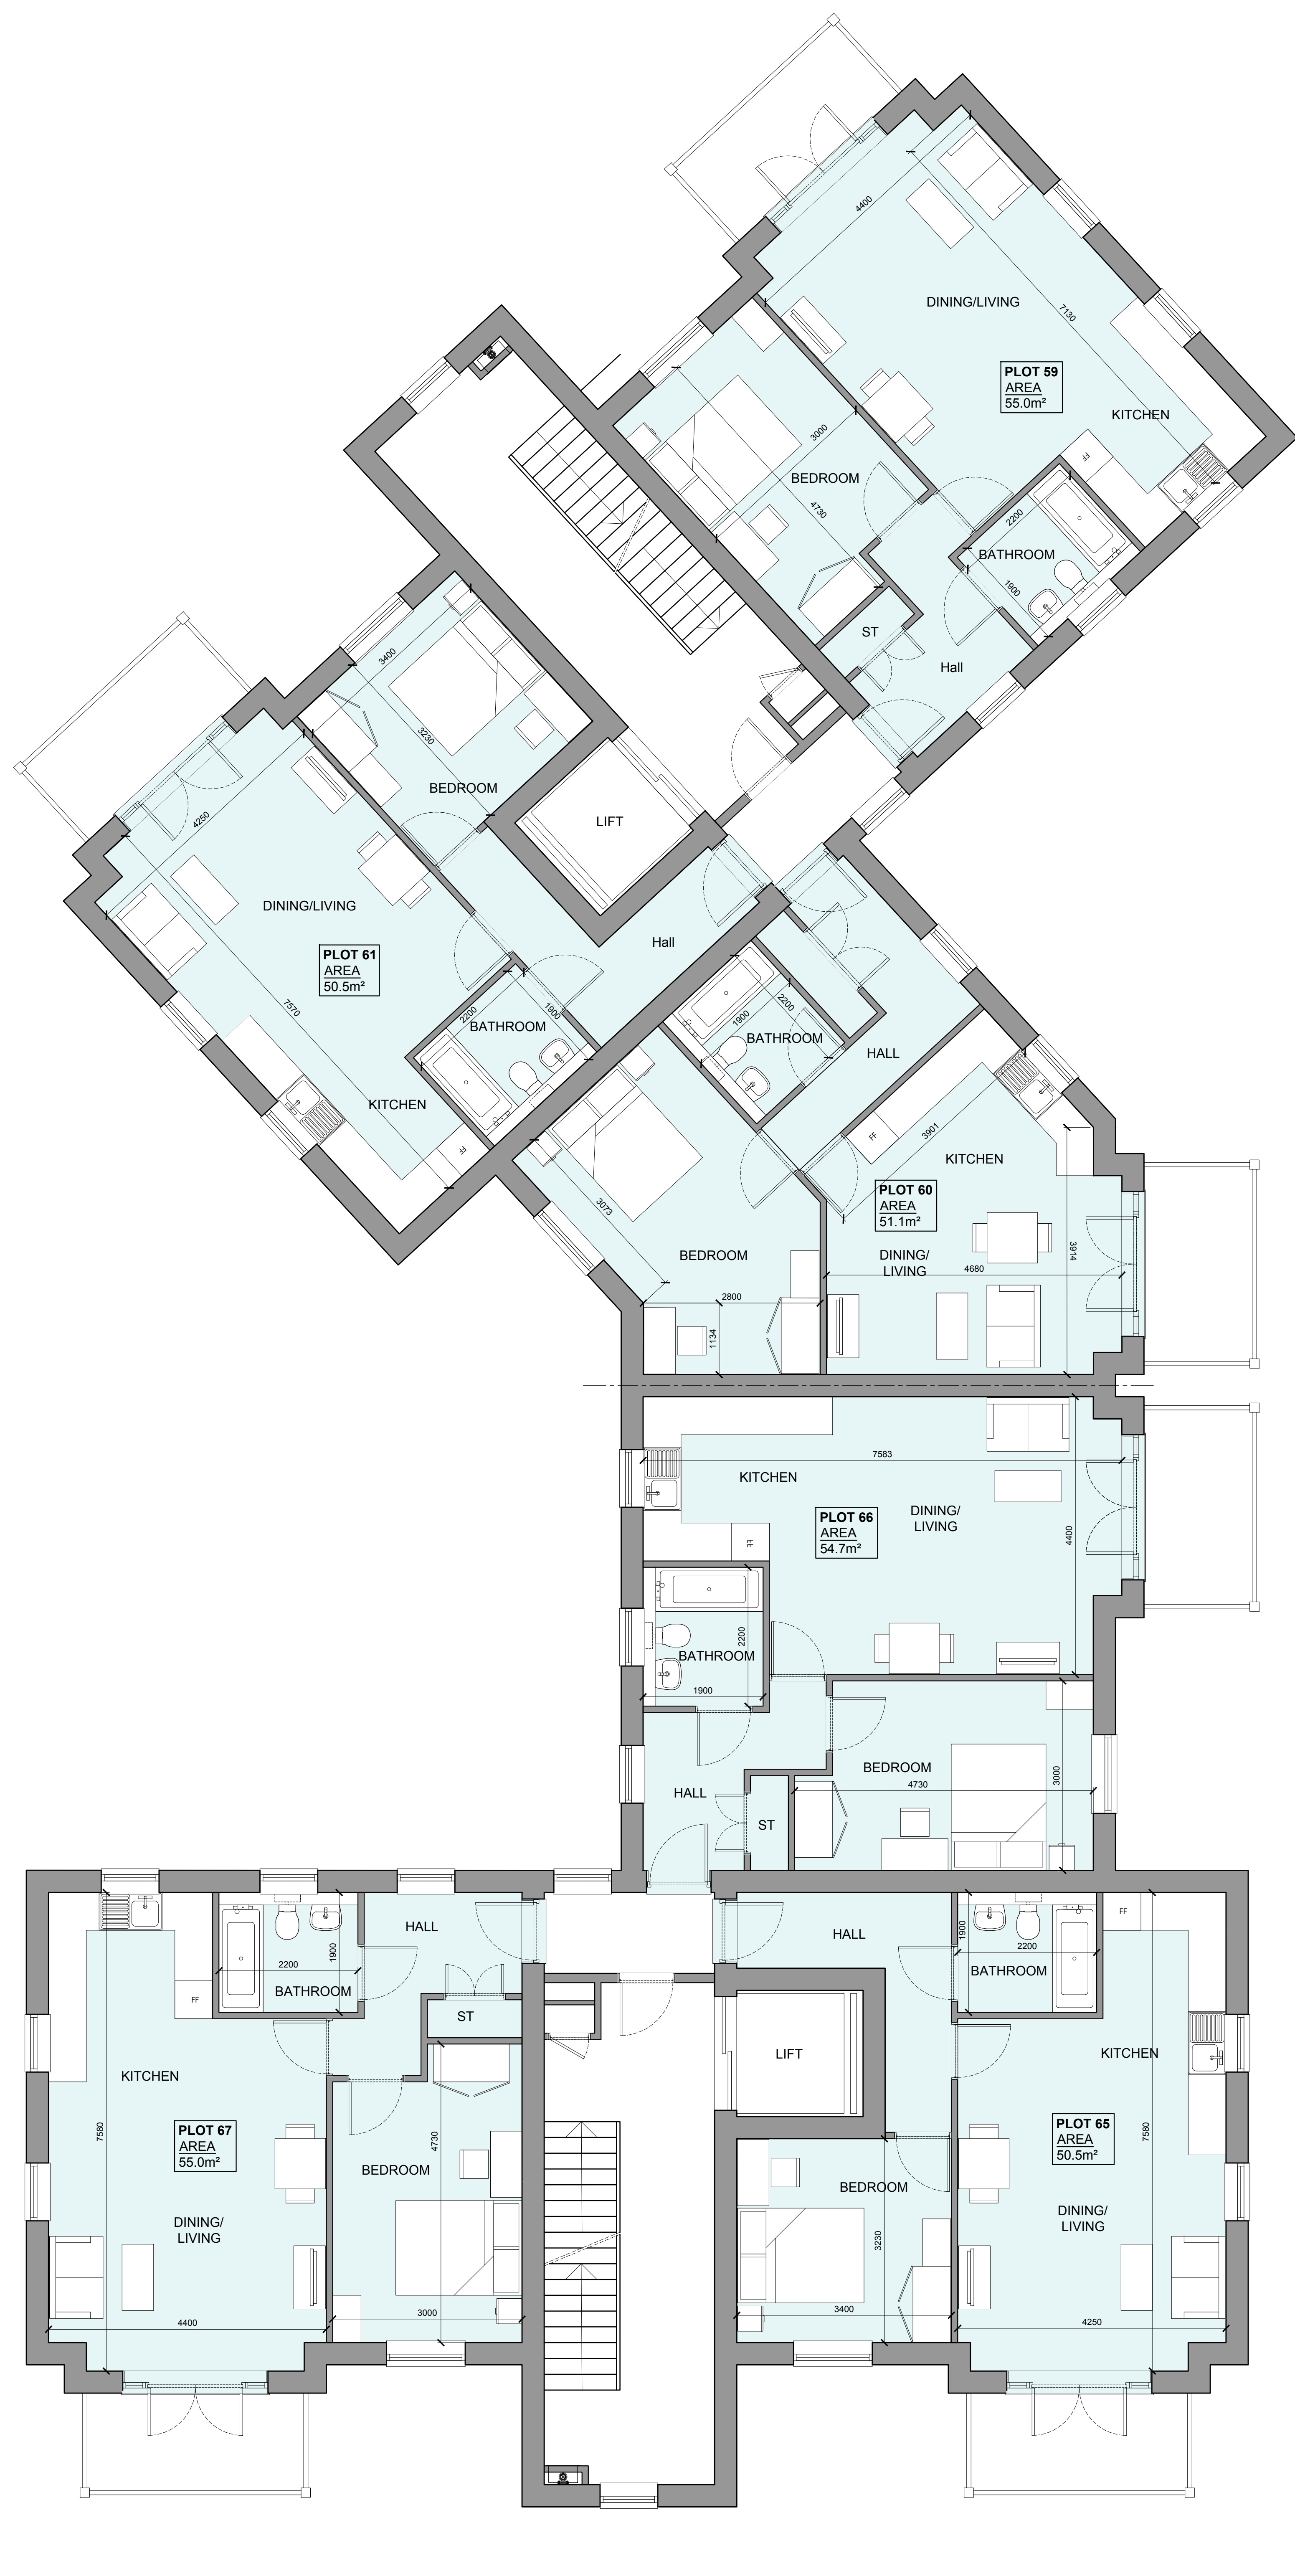 4400
DINING/LIVING
7130
PLOT 59
AREA
55.0m²
KITCHEN
FF
3000
BEDROOM
4730
2200
BATHROOM
1900
ST
Hall
3400
3230
BEDROOM
LIFT
4250
DINING/LIVING
PLOT 61
AREA
50.5m²
Hall
7570
2200
1900
BATHROOM
KITCHEN
FF
2200
1900
BATHROOM
HALL
FF
3901
KITCHEN
PLOT 60
AREA
51.1m²
3073
BEDROOM
DINING/
LIVING
3914
4680
2800
1134
7583
KITCHEN
DINING/
LIVING
PLOT 66
AREA
54.7m²
4400
FF
2200
BATHROOM
1900
BEDROOM
4730
3000
HALL
ST
HALL
1900
2200
BATHROOM
FF
ST
KITCHEN
7580
PLOT 67
AREA
55.0m²
4730
BEDROOM
DINING/
LIVING
4400
3000
HALL
1900
2200
BATHROOM
FF
LIFT
KITCHEN
PLOT 65
AREA
50.5m²
7580
BEDROOM
DINING/
LIVING
3230
3400
4250